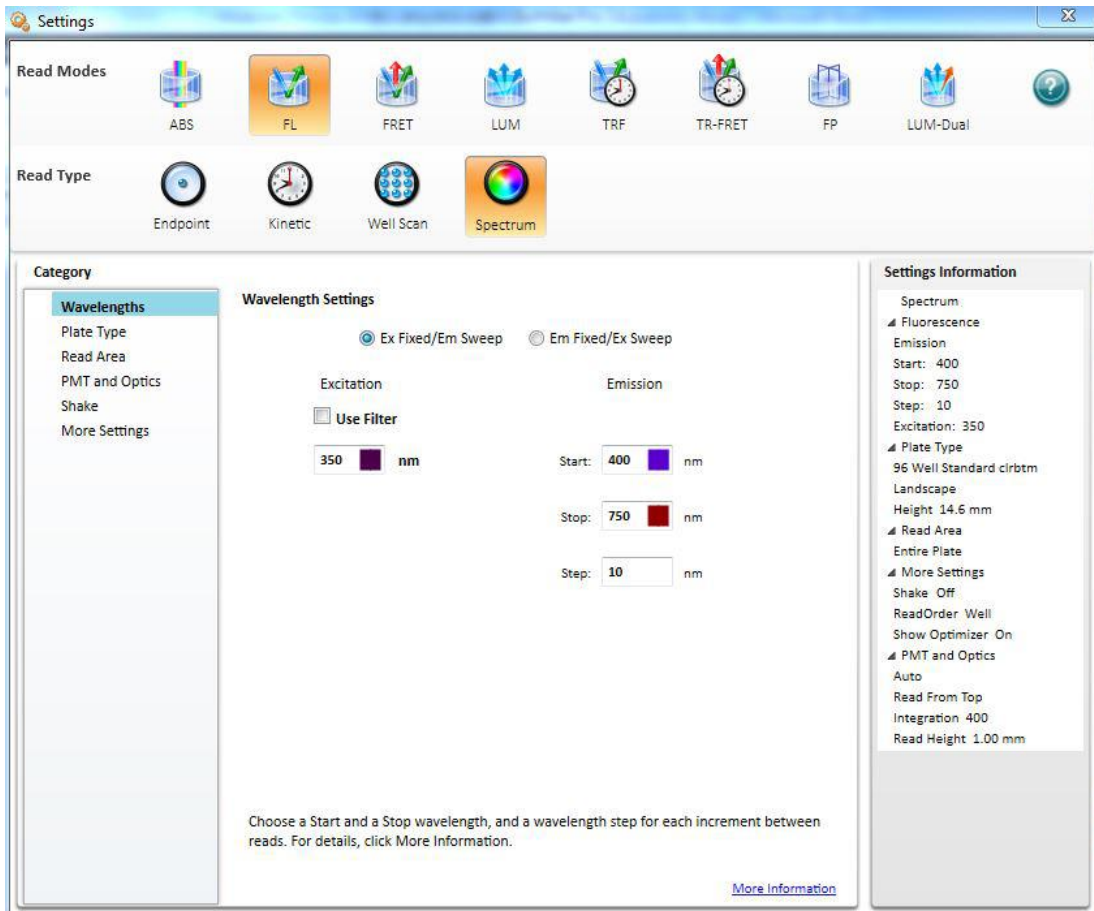 Settings
Read Modes
ABS
FL
FRET
LUM
TRF
TR-FRET
FP
LUM-Dual
?
Read Type
Endpoint
Kinetic
Well Scan
Spectrum
Category
Wavelengths
Plate Type
Read Area
PMT and Optics
Shake
More Settings
Wavelength Settings
Ex Fixed/Em Sweep
Em Fixed/Ex Sweep
Excitation
Emission
Use Filter
350 nm
Start: 400 nm
Stop: 750 nm
Step: 10 nm
Choose a Start and a Stop wavelength, and a wavelength step for each increment between
reads. For details, click More Information.
More Information
Settings Information
Spectrum
Fluorescence
Emission
Start: 400
Stop: 750
Step: 10
Excitation: 350
Plate Type
96 Well Standard clrbtm
Landscape
Height 14.6 mm
Read Area
Entire Plate
More Settings
Shake Off
ReadOrder Well
Show Optimizer On
PMT and Optics
Auto
Read From Top
Integration 400
Read Height 1.00 mm